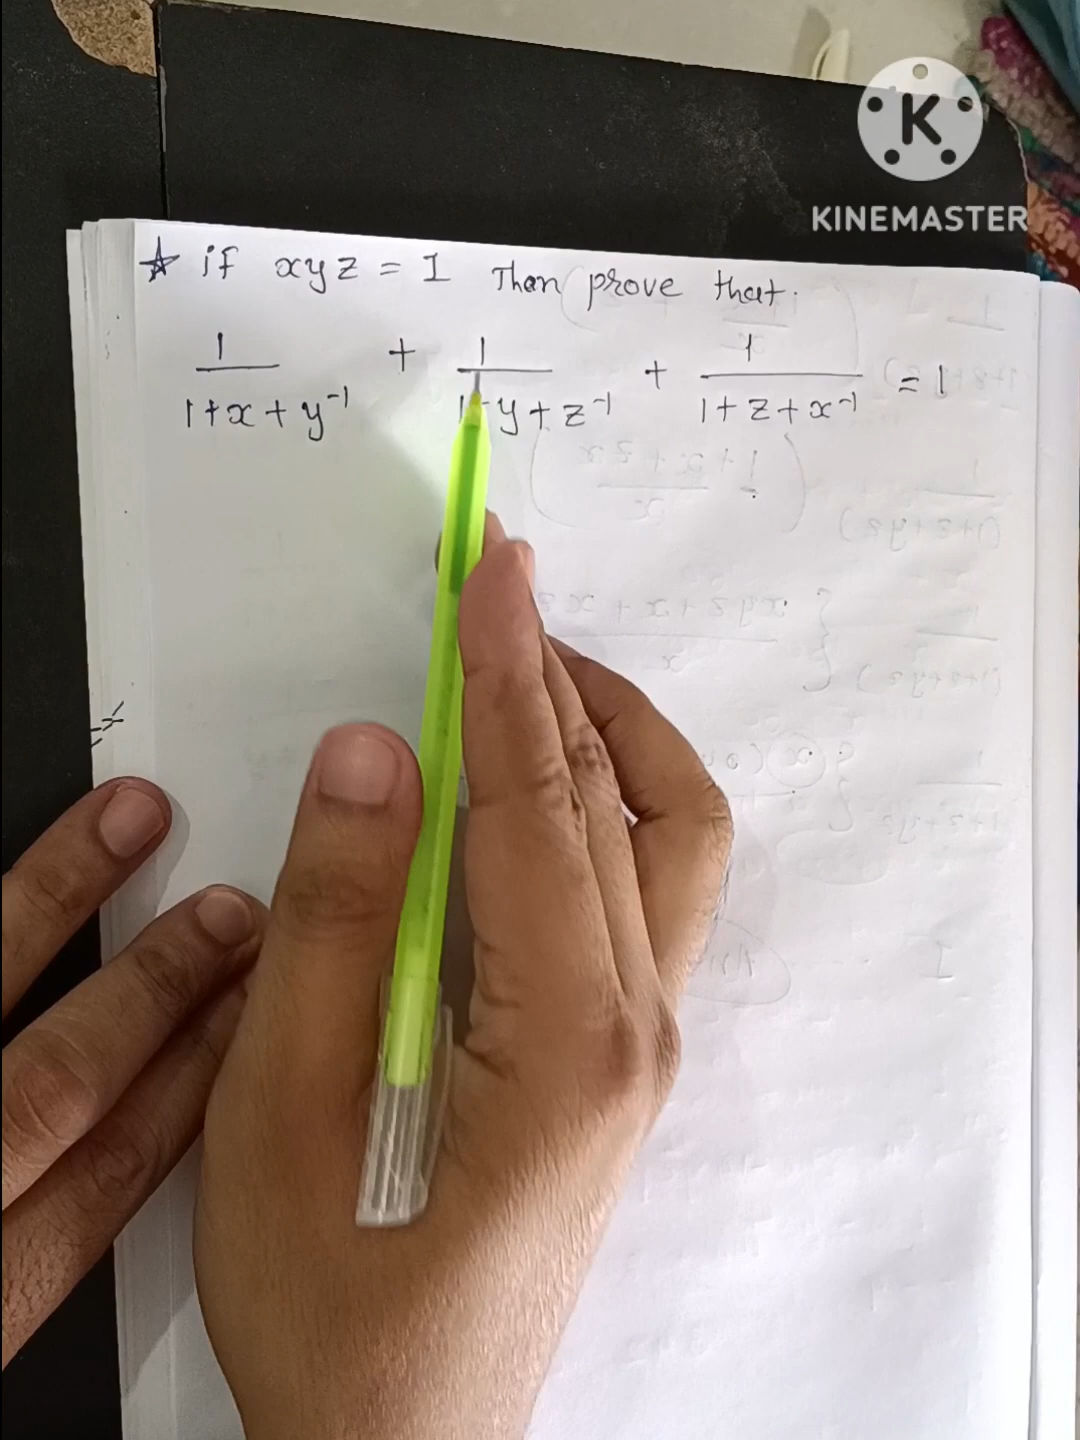 KINEMASTER
☆ if xyz = 1 Then prove that.
1/(1+x+y⁻¹) + 1/(1+y+z⁻¹) + 1/(1+z+x⁻¹) = 1